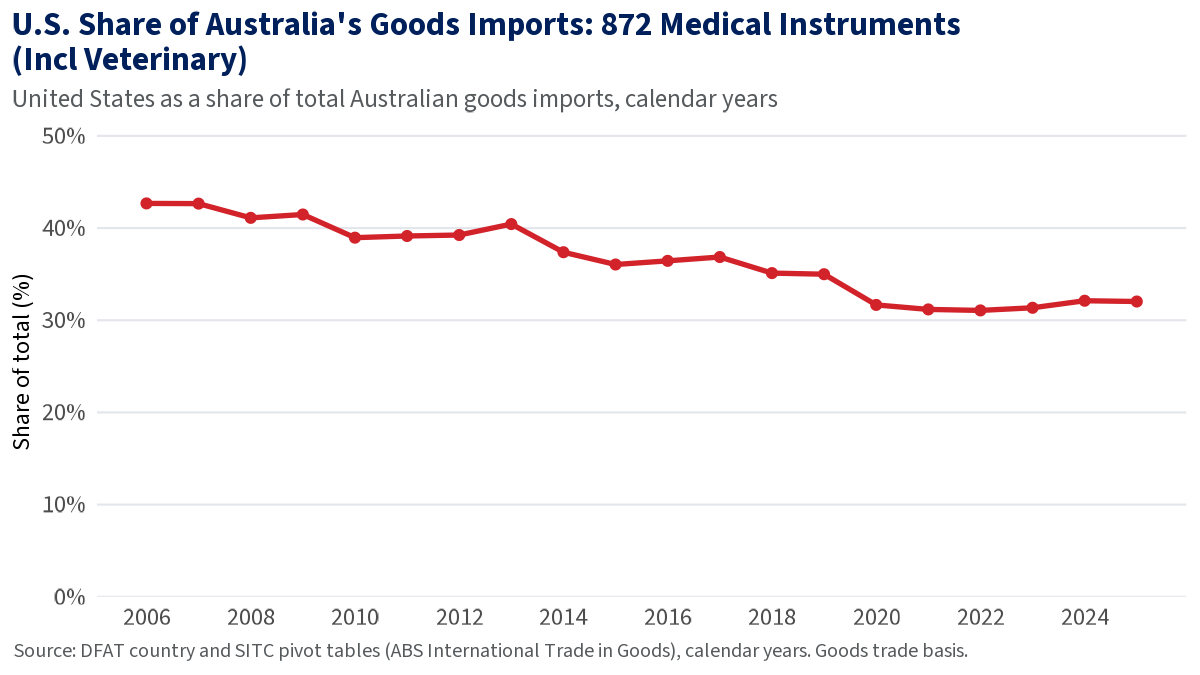 U.S. Share of Australia's Goods Imports: 872 Medical Instruments
(Incl Veterinary)
United States as a share of total Australian goods imports, calendar years
50%
40%
30%
20%
10%
0%
Share of total (%)
2006 2008 2010 2012 2014 2016 2018 2020 2022 2024
Source: DFAT country and SITC pivot tables (ABS International Trade in Goods), calendar years. Goods trade basis.